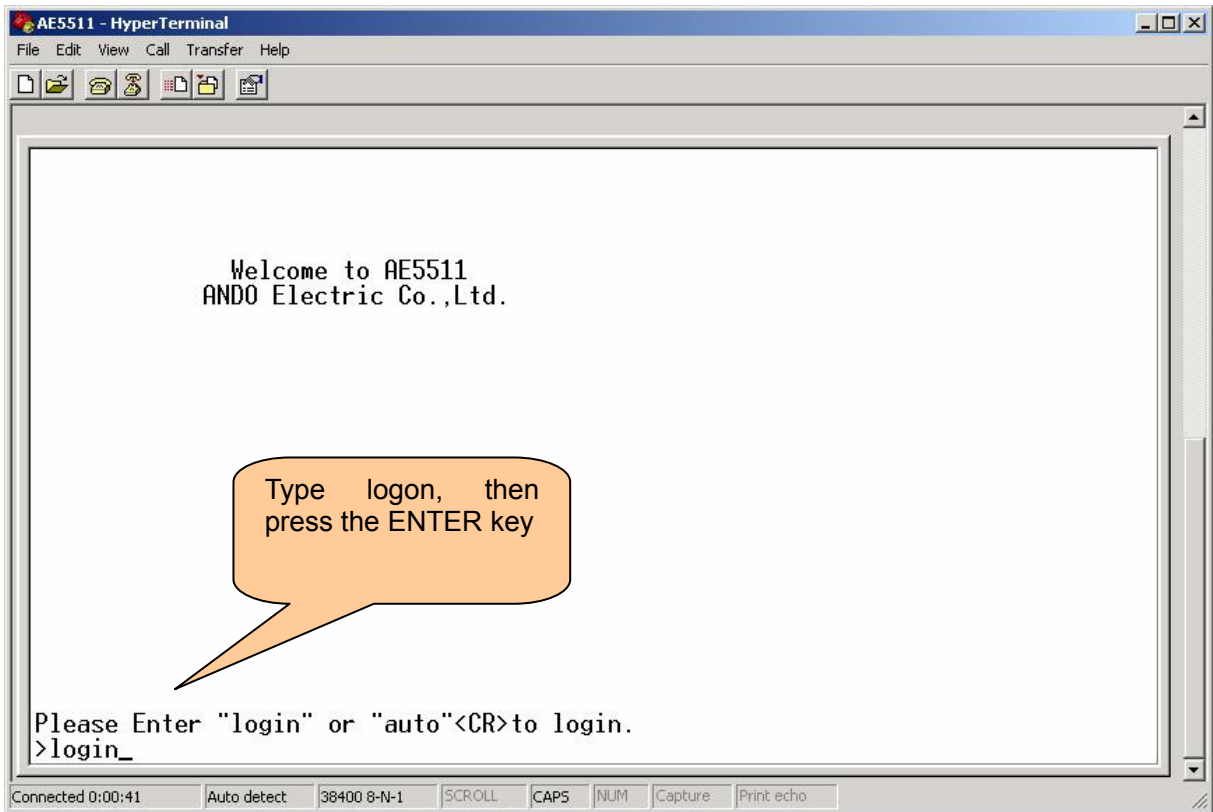 AE5511 - HyperTerminal
File Edit View Call Transfer Help
Welcome to AE5511
ANDO Electric Co.,Ltd.
Type logon, then
press the ENTER key
Please Enter "login" or "auto"<CR>to login.
>login_
Connected 0:00:41 Auto detect 38400 8-N-1 SCROLL CAPS NUM Capture Print echo